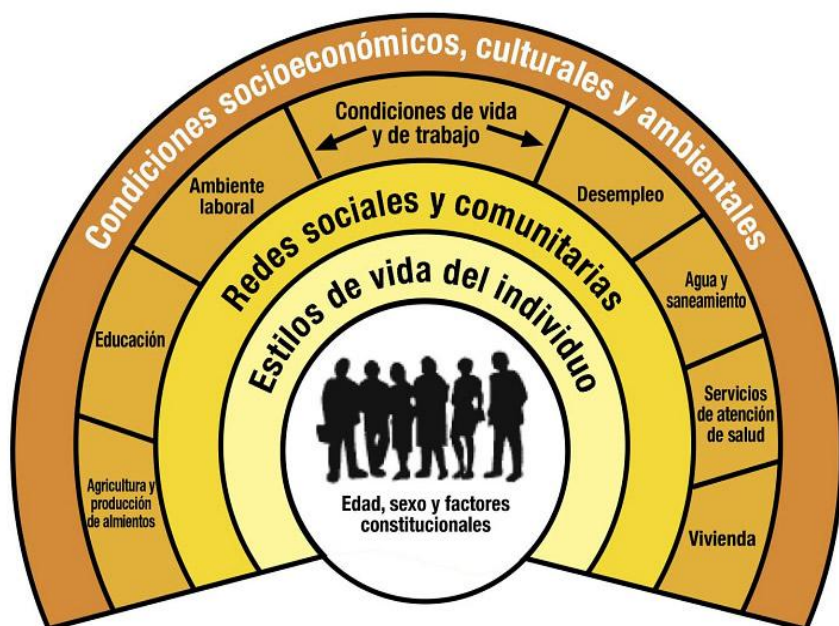 Condiciones socioeconómicos, culturales y ambientales
Condiciones de vida
y de trabajo
Ambiente
laboral
Desempleo
Redes sociales y comunitarias
Agua y
saneamiento
Estilos de vida del individuo
Educación
Servicios
de atención
de salud
Agricultura y
producción
de almientos
Edad, sexo y factores
constitucionales
Vivienda